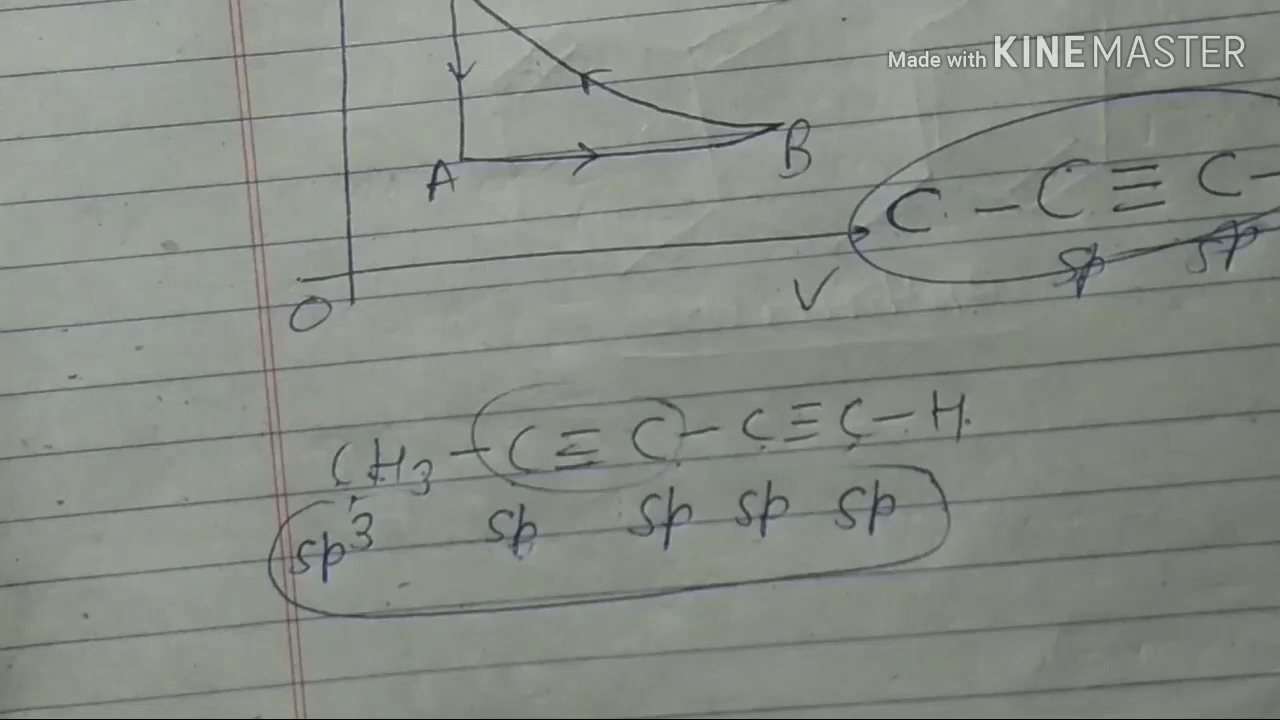 Made with KINEMASTER
A
B
C - C ≡ C -
sp sp
O
V
CH3 - C ≡ C - C ≡ C - H
sp³ sp sp sp sp